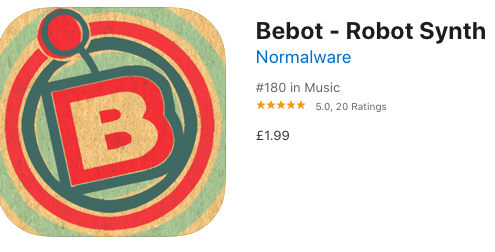 B
Bebot - Robot Synth
Normalware
#180 in Music
★★★★★ 5.0, 20 Ratings
£1.99